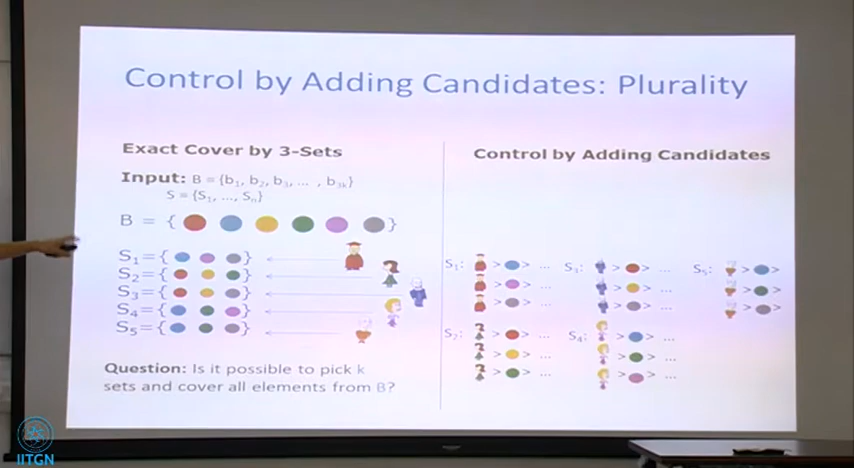 Control by Adding Candidates: Plurality
Exact Cover by 3-Sets
Input: B = {b1, b2, b3, ... , b3k}
S = {S1, ..., Sn}
B = { }
S1={ }
S2={ }
S3={ }
S4={ }
S5={ }
Question: Is it possible to pick k
sets and cover all elements from B?
Control by Adding Candidates
S1: > > ...
> > ...
> > ...
S2: > > ...
> > ...
> > ...
S3: > > ...
> > ...
> > ...
S4: > > ...
> > ...
> > ...
S5: > >
> >
> >
IITGN